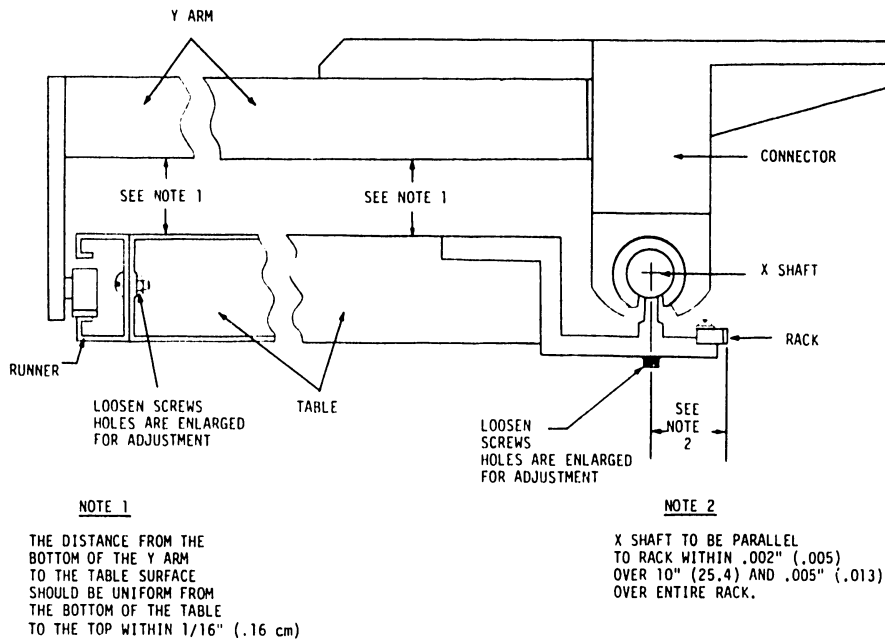 Y ARM
CONNECTOR
SEE NOTE 1
SEE NOTE 1
X SHAFT
RACK
RUNNER
LOOSEN SCREWS
HOLES ARE ENLARGED
FOR ADJUSTMENT
TABLE
LOOSEN
SCREWS
HOLES ARE ENLARGED
FOR ADJUSTMENT
SEE
NOTE
2
NOTE 1
THE DISTANCE FROM THE
BOTTOM OF THE Y ARM
TO THE TABLE SURFACE
SHOULD BE UNIFORM FROM
THE BOTTOM OF THE TABLE
TO THE TOP WITHIN 1/16" (.16 cm)
NOTE 2
X SHAFT TO BE PARALLEL
TO RACK WITHIN .002" (.005)
OVER 10" (25.4) AND .005" (.013)
OVER ENTIRE RACK.